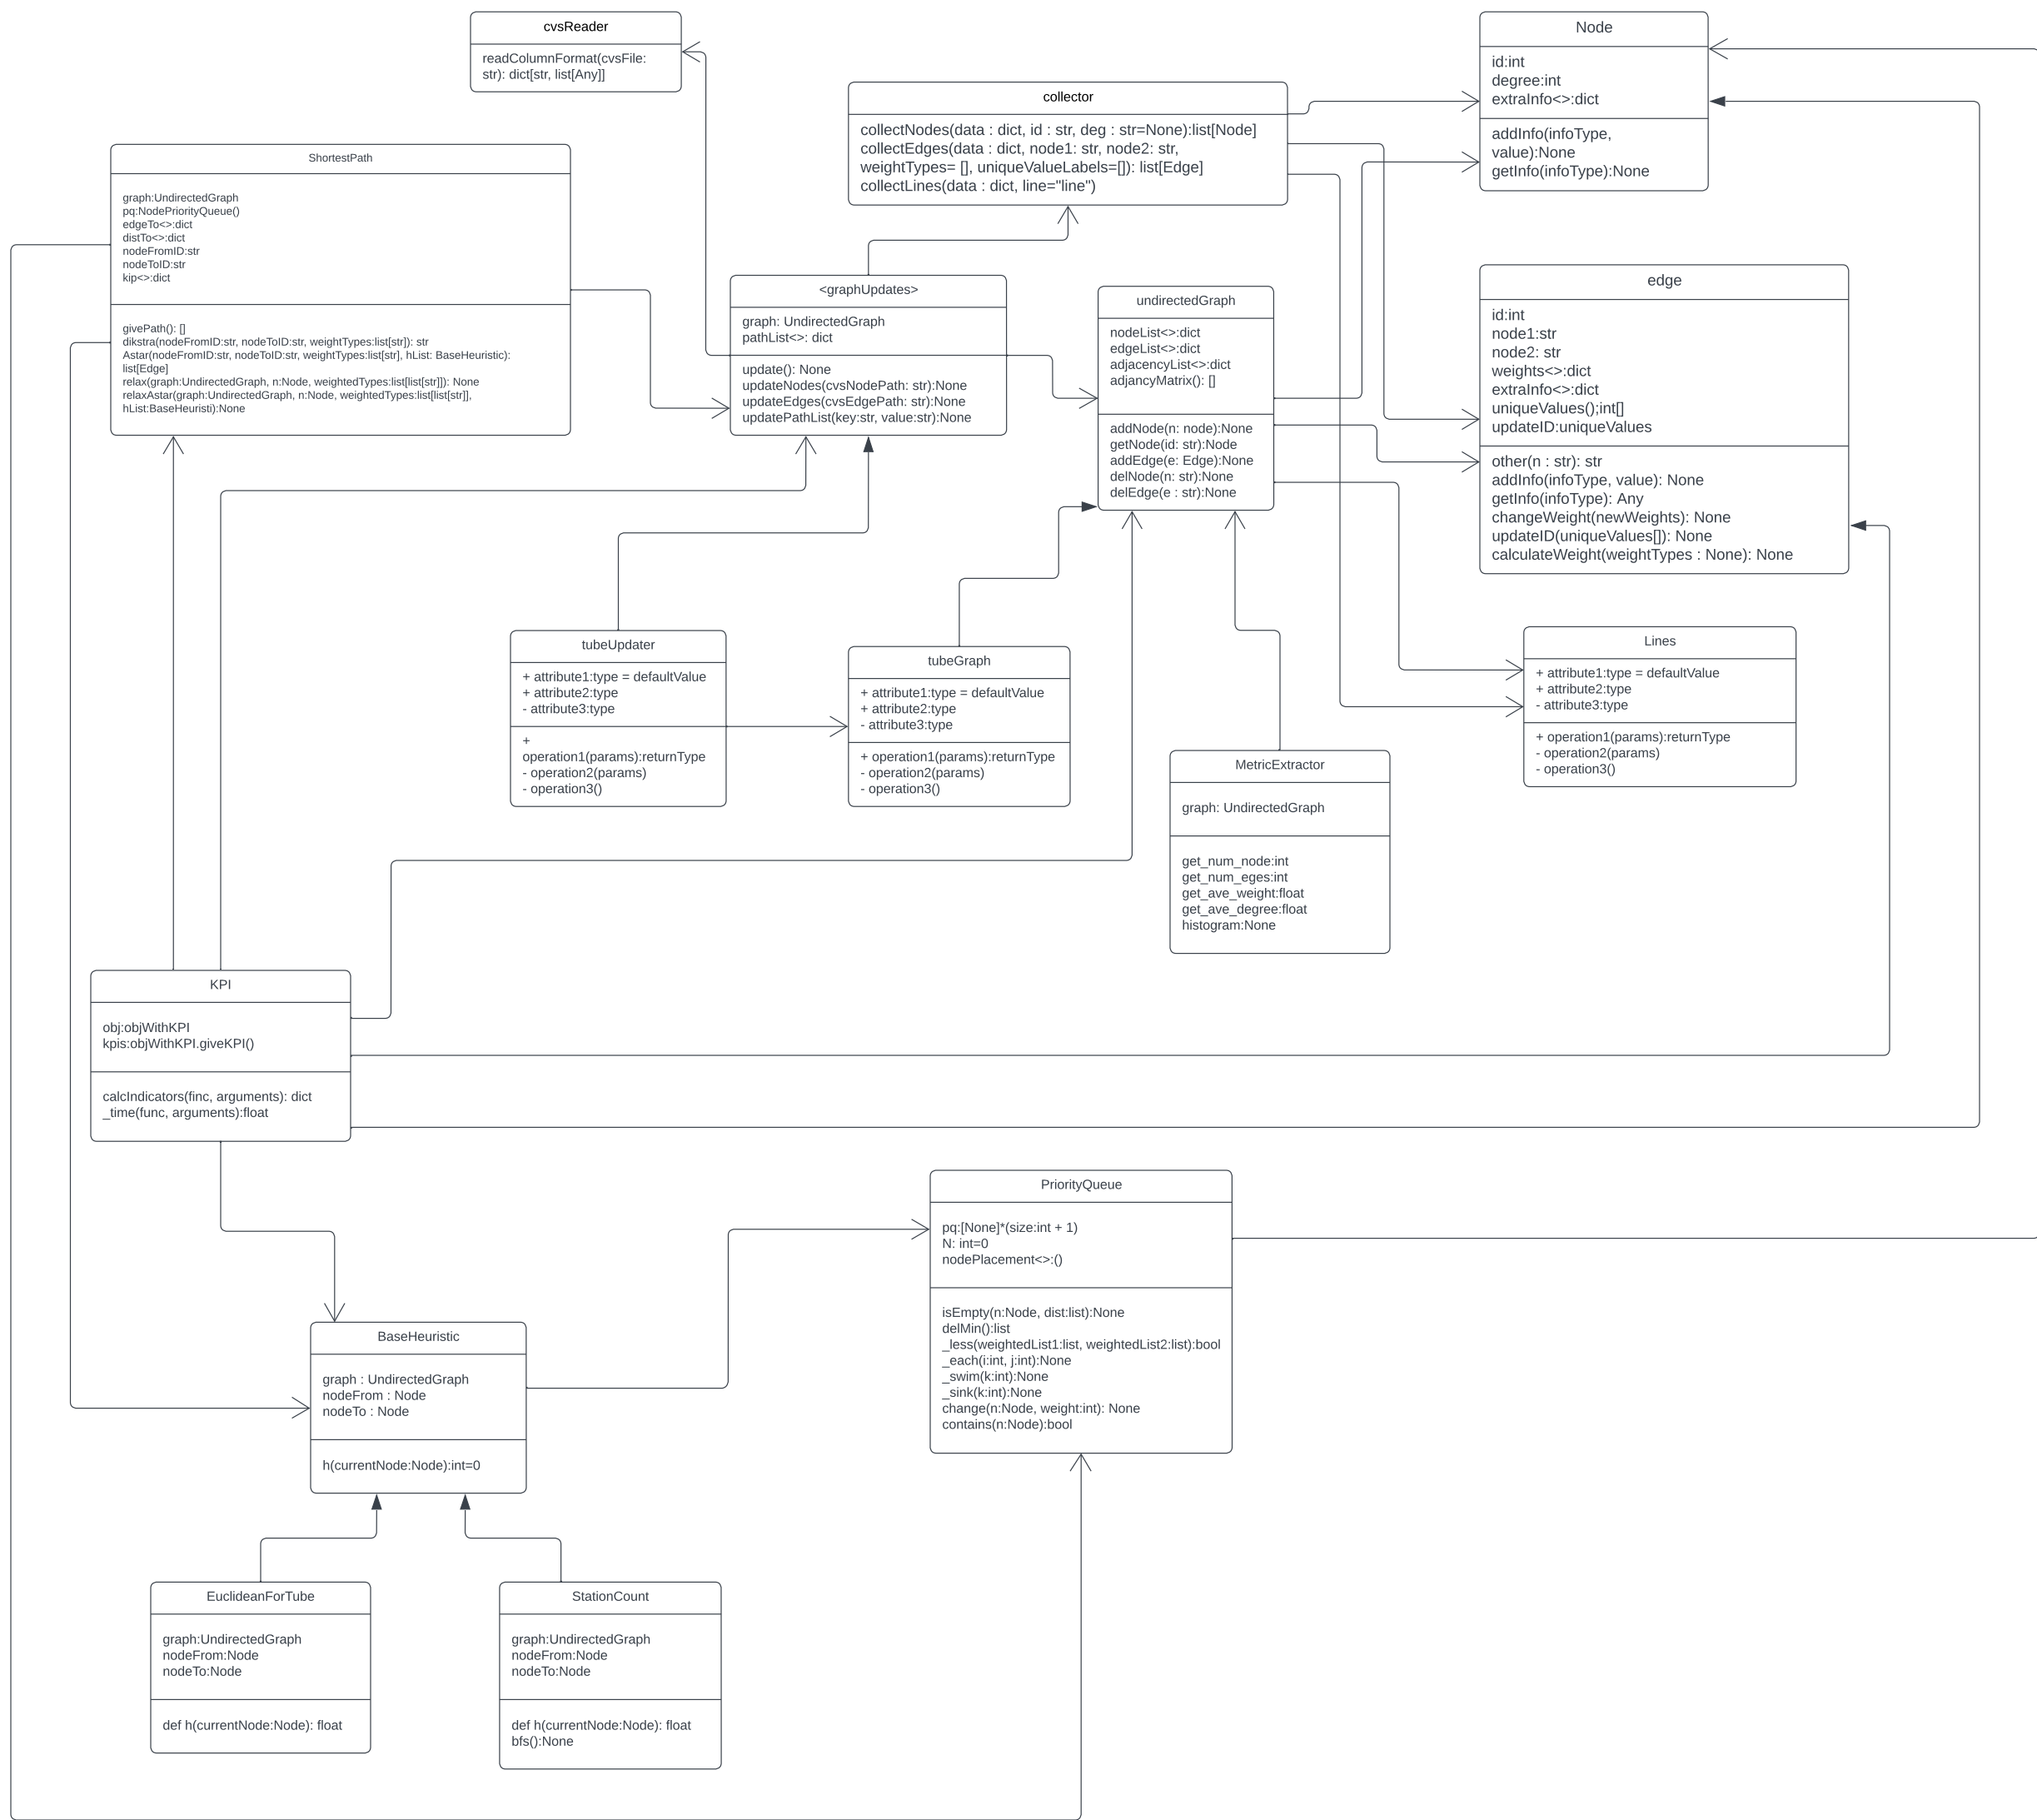 cvsReader
readColumnFormat(cvsFile:
str): dict[str, list[Any]]
Node
id:int
degree:int
extraInfo<>:dict
addInfo(infoType,
value):None
getInfo(infoType):None
collector
collectNodes(data : dict, id : str, deg : str=None):list[Node]
collectEdges(data : dict, node1: str, node2: str,
weightTypes= [], uniqueValueLabels=[]): list[Edge]
collectLines(data : dict, line="line")
ShortestPath
graph:UndirectedGraph
pq:NodePriorityQueue()
edgeTo<>:dict
distTo<>:dict
nodeFromID:str
nodeToID:str
kip<>:dict
givePath(): []
dikstra(nodeFromID:str, nodeToID:str, weightTypes:list[str]): str
Astar(nodeFromID:str, nodeToID:str, weightTypes:list[str], hList: BaseHeuristic):
list[Edge]
relax(graph:UndirectedGraph, n:Node, weightedTypes:list[list[str]]): None
relaxAstar(graph:UndirectedGraph, n:Node, weightedTypes:list[list[str]],
hList:BaseHeuristi):None
<graphUpdates>
graph: UndirectedGraph
pathList<>: dict
update(): None
updateNodes(cvsNodePath: str):None
updateEdges(cvsEdgePath: str):None
updatePathList(key:str, value:str):None
undirectedGraph
nodeList<>:dict
edgeList<>:dict
adjacencyList<>:dict
adjancyMatrix(): []
addNode(n: node):None
getNode(id: str):Node
addEdge(e: Edge):None
delNode(n: str):None
delEdge(e : str):None
edge
id:int
node1:str
node2: str
weights<>:dict
extraInfo<>:dict
uniqueValues();int[]
updateID:uniqueValues
other(n : str): str
addInfo(infoType, value): None
getInfo(infoType): Any
changeWeight(newWeights): None
updateID(uniqueValues[]): None
calculateWeight(weightTypes : None): None
tubeUpdater
+ attribute1:type = defaultValue
+ attribute2:type
- attribute3:type
+
operation1(params):returnType
- operation2(params)
- operation3()
tubeGraph
+ attribute1:type = defaultValue
+ attribute2:type
- attribute3:type
+ operation1(params):returnType
- operation2(params)
- operation3()
Lines
+ attribute1:type = defaultValue
+ attribute2:type
- attribute3:type
+ operation1(params):returnType
- operation2(params)
- operation3()
MetricExtractor
graph: UndirectedGraph
get_num_node:int
get_num_eges:int
get_ave_weight:float
get_ave_degree:float
histogram:None
KPI
obj:objWithKPI
kpis:objWithKPI.giveKPI()
calcIndicators(finc, arguments): dict
_time(func, arguments):float
PriorityQueue
pq:[None]*(size:int + 1)
N: int=0
nodePlacement<>:()
isEmpty(n:Node, dist:list):None
delMin():list
_less(weightedList1:list, weightedList2:list):bool
_each(i:int, j:int):None
_swim(k:int):None
_sink(k:int):None
change(n:Node, weight:int): None
contains(n:Node):bool
BaseHeuristic
graph : UndirectedGraph
nodeFrom : Node
nodeTo : Node
h(currentNode:Node):int=0
EuclideanForTube
graph:UndirectedGraph
nodeFrom:Node
nodeTo:Node
def h(currentNode:Node): float
StationCount
graph:UndirectedGraph
nodeFrom:Node
nodeTo:Node
def h(currentNode:Node): float
bfs():None